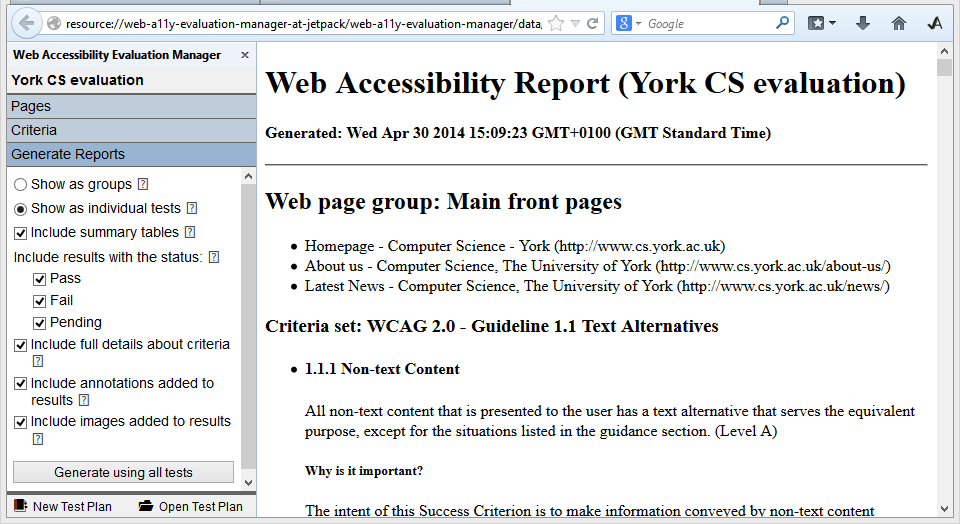 resource://web-a11y-evaluation-manager-at-jetpack/web-a11y-evaluation-manager/data,
Google
Web Accessibility Evaluation Manager
York CS evaluation
Pages
Criteria
Generate Reports
Show as groups [?]
Show as individual tests [?]
Include summary tables [?]
Include results with the status: [?]
Pass
Fail
Pending
Include full details about criteria
[?]
Include annotations added to
results [?]
Include images added to results
[?]
Generate using all tests
New Test Plan
Open Test Plan
Web Accessibility Report (York CS evaluation)
Generated: Wed Apr 30 2014 15:09:23 GMT+0100 (GMT Standard Time)
Web page group: Main front pages
Homepage - Computer Science - York (http://www.cs.york.ac.uk)
About us - Computer Science, The University of York (http://www.cs.york.ac.uk/about-us/)
Latest News - Computer Science, The University of York (http://www.cs.york.ac.uk/news/)
Criteria set: WCAG 2.0 - Guideline 1.1 Text Alternatives
1.1.1 Non-text Content
All non-text content that is presented to the user has a text alternative that serves the equivalent
purpose, except for the situations listed in the guidance section. (Level A)
Why is it important?
The intent of this Success Criterion is to make information conveyed by non-text content